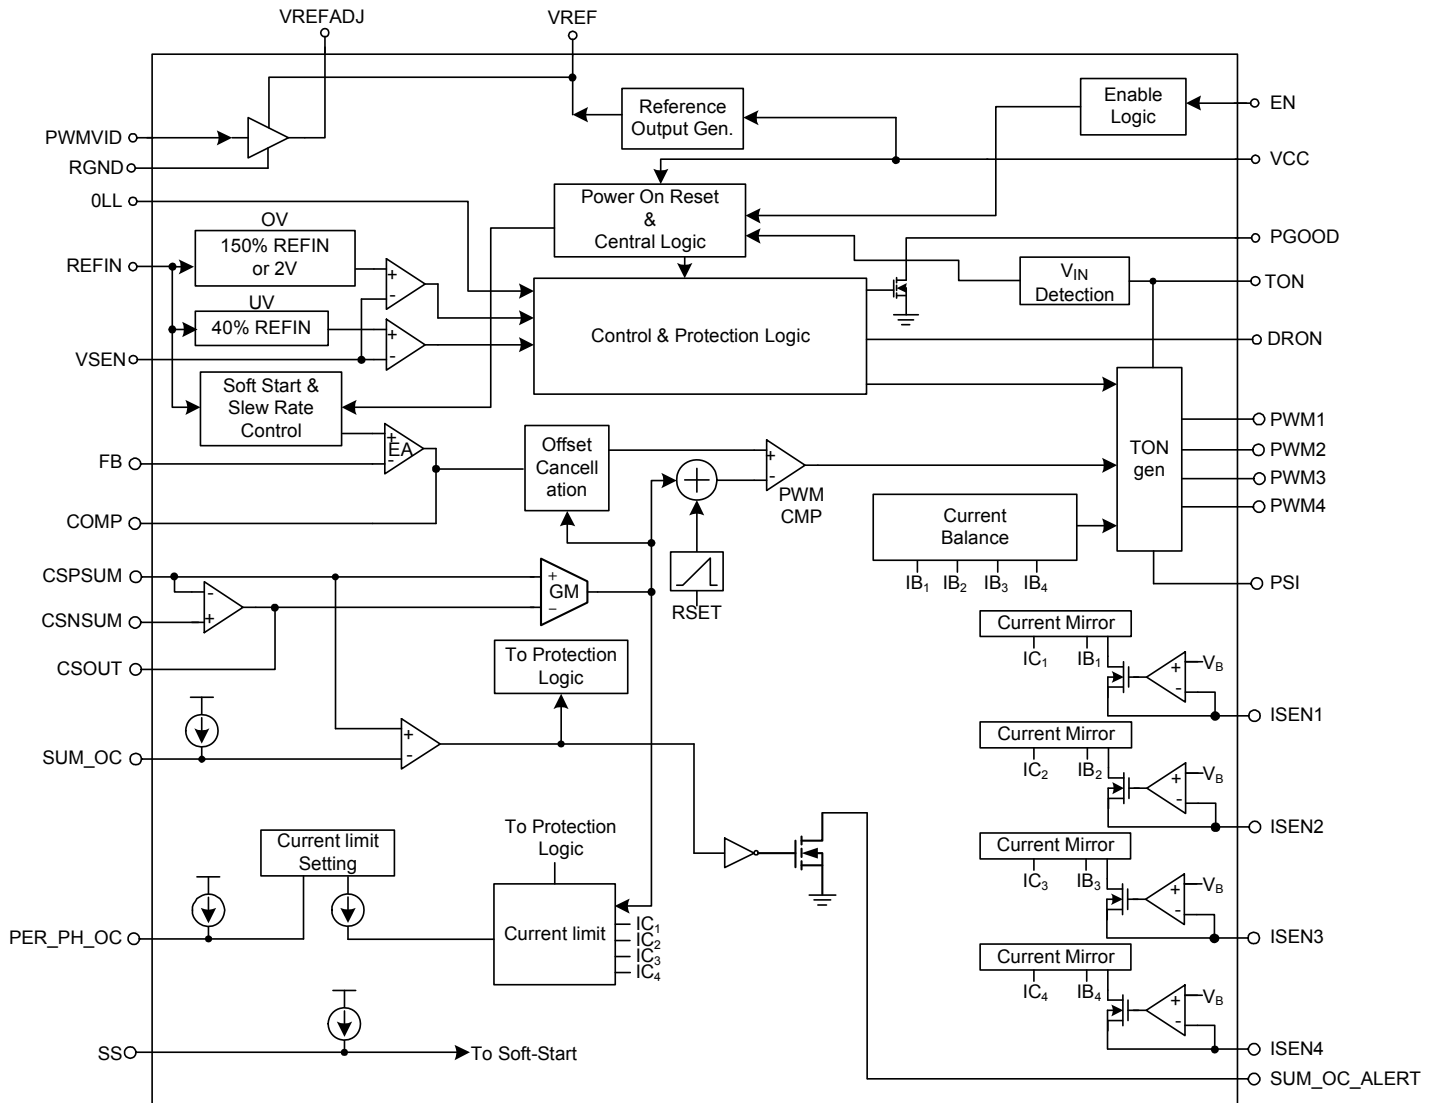 VREFADJ
VREF
PWMVID
RGND
0LL
REFIN
VSEN
FB
COMP
CSPSUM
CSNSUM
CSOUT
SUM_OC
PER_PH_OC
SS
Reference
Output Gen.
Enable
Logic
EN
VCC
PGOOD
TON
DRON
PWM1
PWM2
PWM3
PWM4
PSI
ISEN1
ISEN2
ISEN3
ISEN4
SUM_OC_ALERT
Power On Reset
&
Central Logic
OV
150% REFIN
or 2V
+
-
UV
40% REFIN
+
-
Control & Protection Logic
VIN
Detection
Soft Start &
Slew Rate
Control
+
EA
-
Offset
Cancell
ation
+
-
PWM
CMP
TON
gen
Current
Balance
IB1 IB2 IB3 IB4
-
+
+
GM
-
RSET
To Protection
Logic
+
-
Current Mirror
IC1 IB1
+
VB
-
Current Mirror
IC2 IB2
+
VB
-
Current Mirror
IC3 IB3
+
VB
-
Current Mirror
IC4 IB4
+
VB
-
Current limit
Setting
To Protection
Logic
Current limit
IC1
IC2
IC3
IC4
To Soft-Start